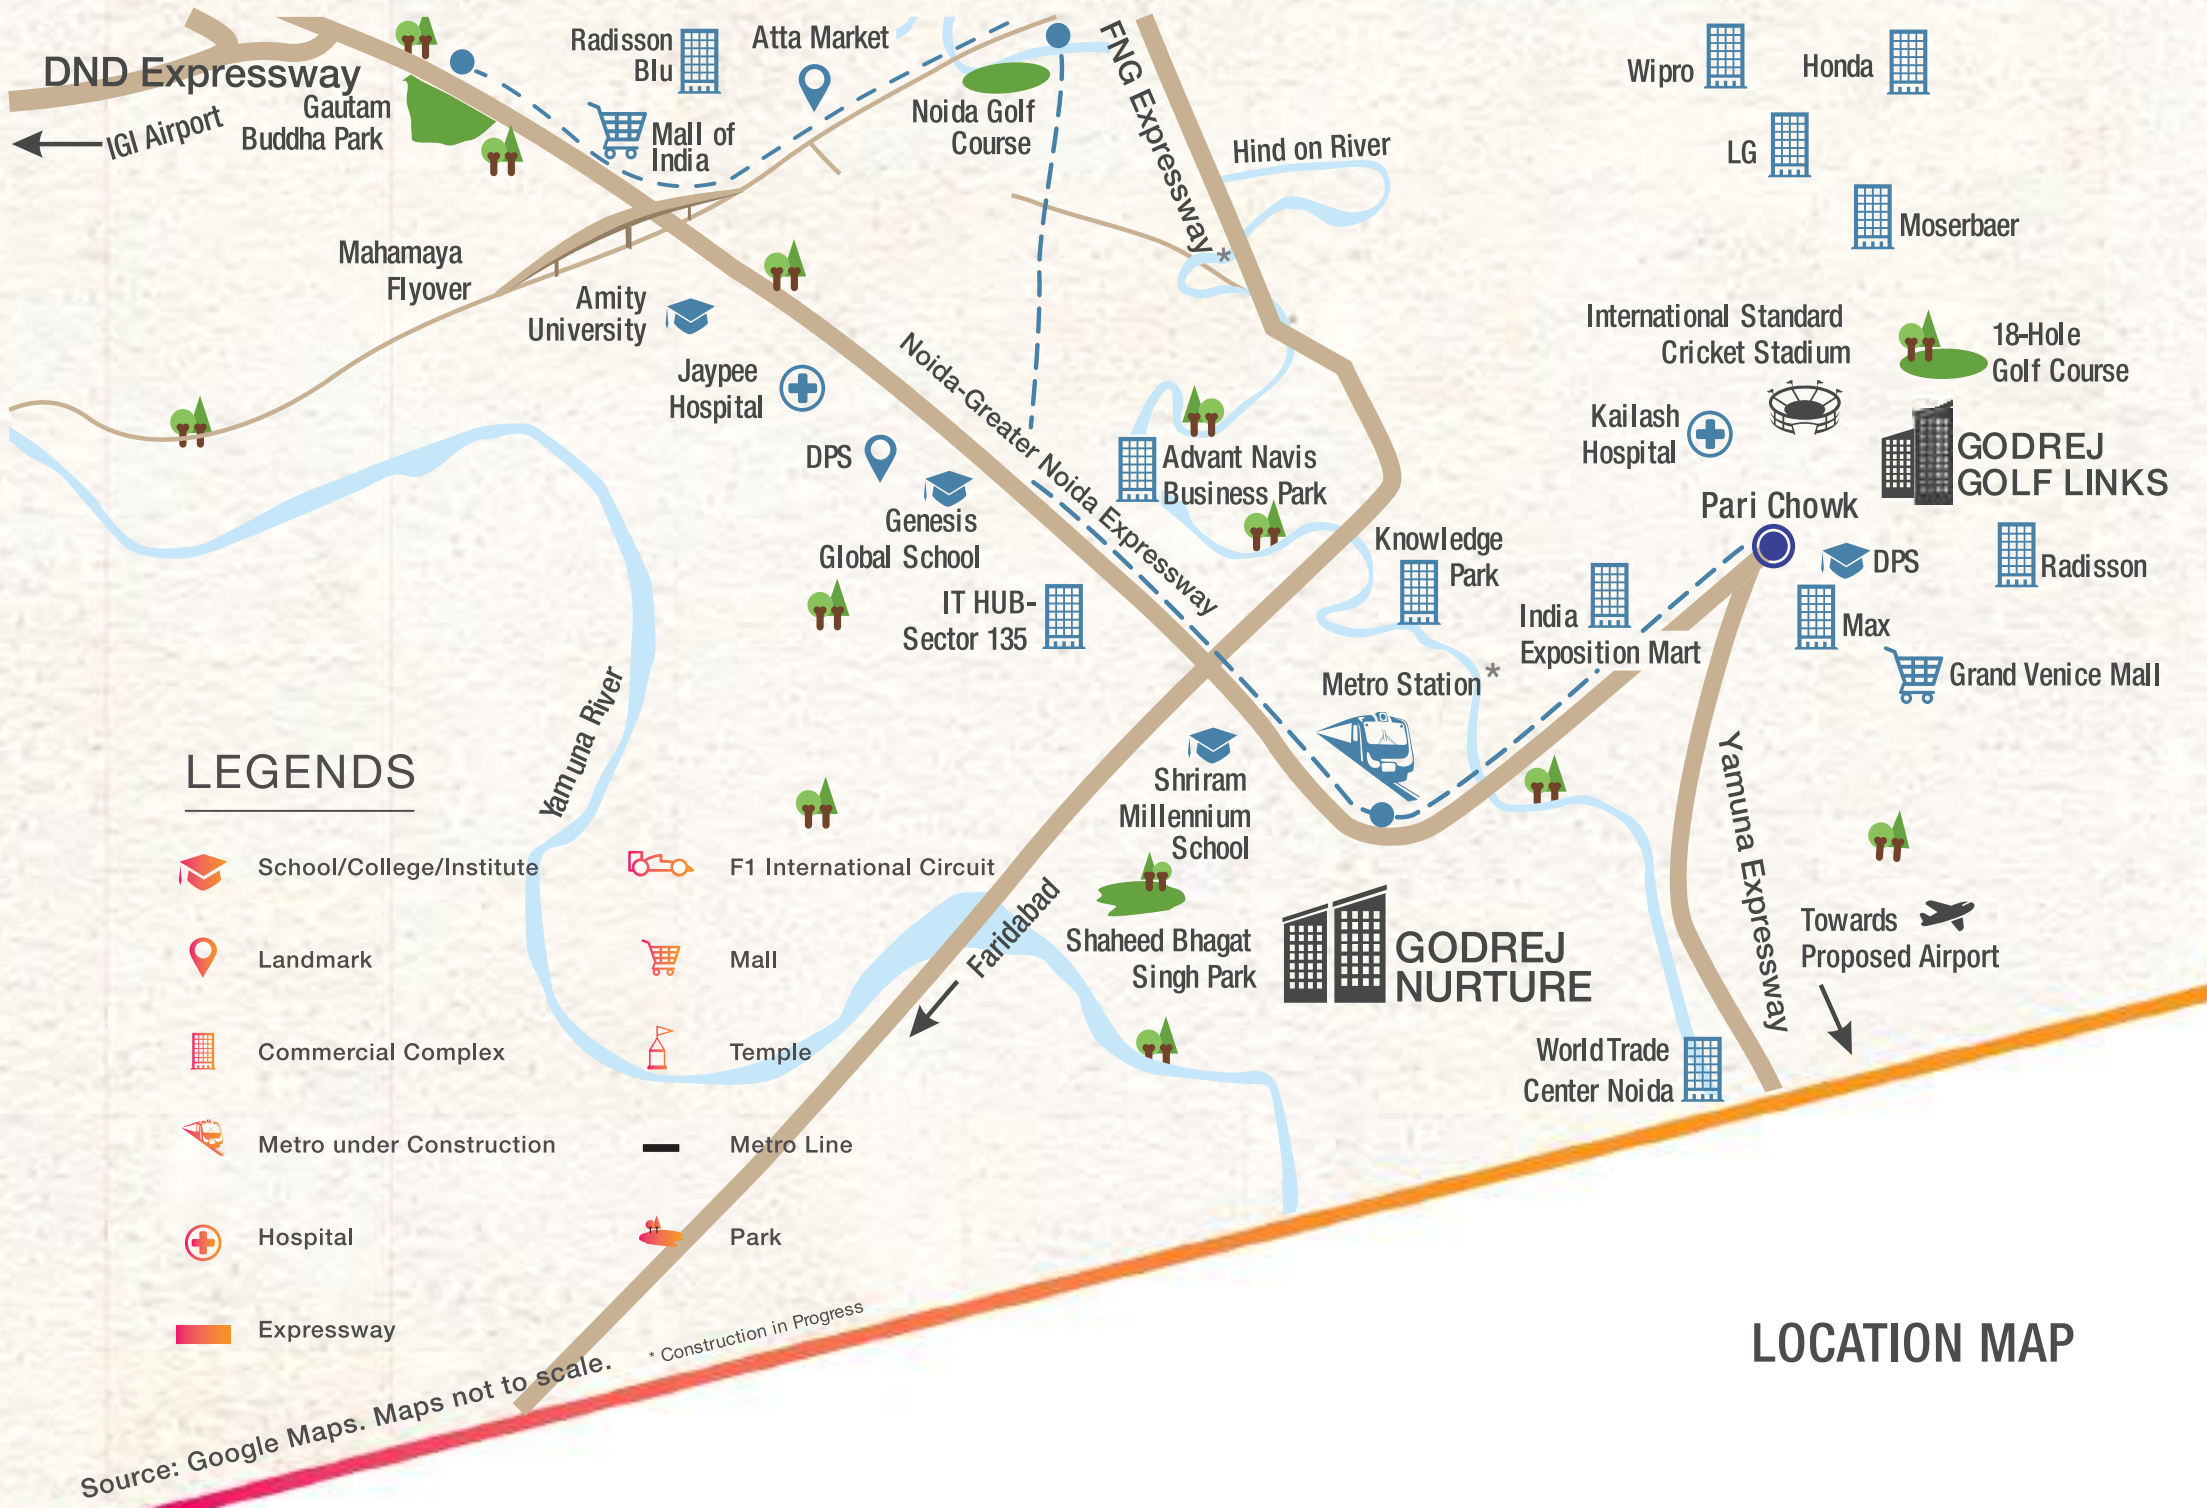 DND Expressway
IGI Airport
Gautam
Buddha Park
Radisson
Blu
Atta Market
Mall of
India
Noida Golf
Course
FNG Expressway
*
Hind on River
Wipro
Honda
LG
Moserbaer
Mahamaya
Flyover
Amity
University
Jaypee
Hospital
DPS
Genesis
Global School
IT HUB-
Sector 135
Noida-Greater Noida Expressway
Advant Navis
Business Park
International Standard
Cricket Stadium
18-Hole
Golf Course
Kailash
Hospital
GODREJ
GOLF LINKS
Pari Chowk
Knowledge
Park
India
Exposition Mart
DPS
Radisson
Max
Grand Venice Mall
Metro Station *
Yamuna River
Shriram
Millennium
School
Shaheed Bhagat
Singh Park
Faridabad
GODREJ
NURTURE
Yamuna Expressway
Towards
Proposed Airport
World Trade
Center Noida
LEGENDS
School/College/Institute
F1 International Circuit
Landmark
Mall
Commercial Complex
Temple
Metro under Construction
Metro Line
Hospital
Park
Expressway
* Construction in Progress
Source: Google Maps. Maps not to scale.
LOCATION MAP